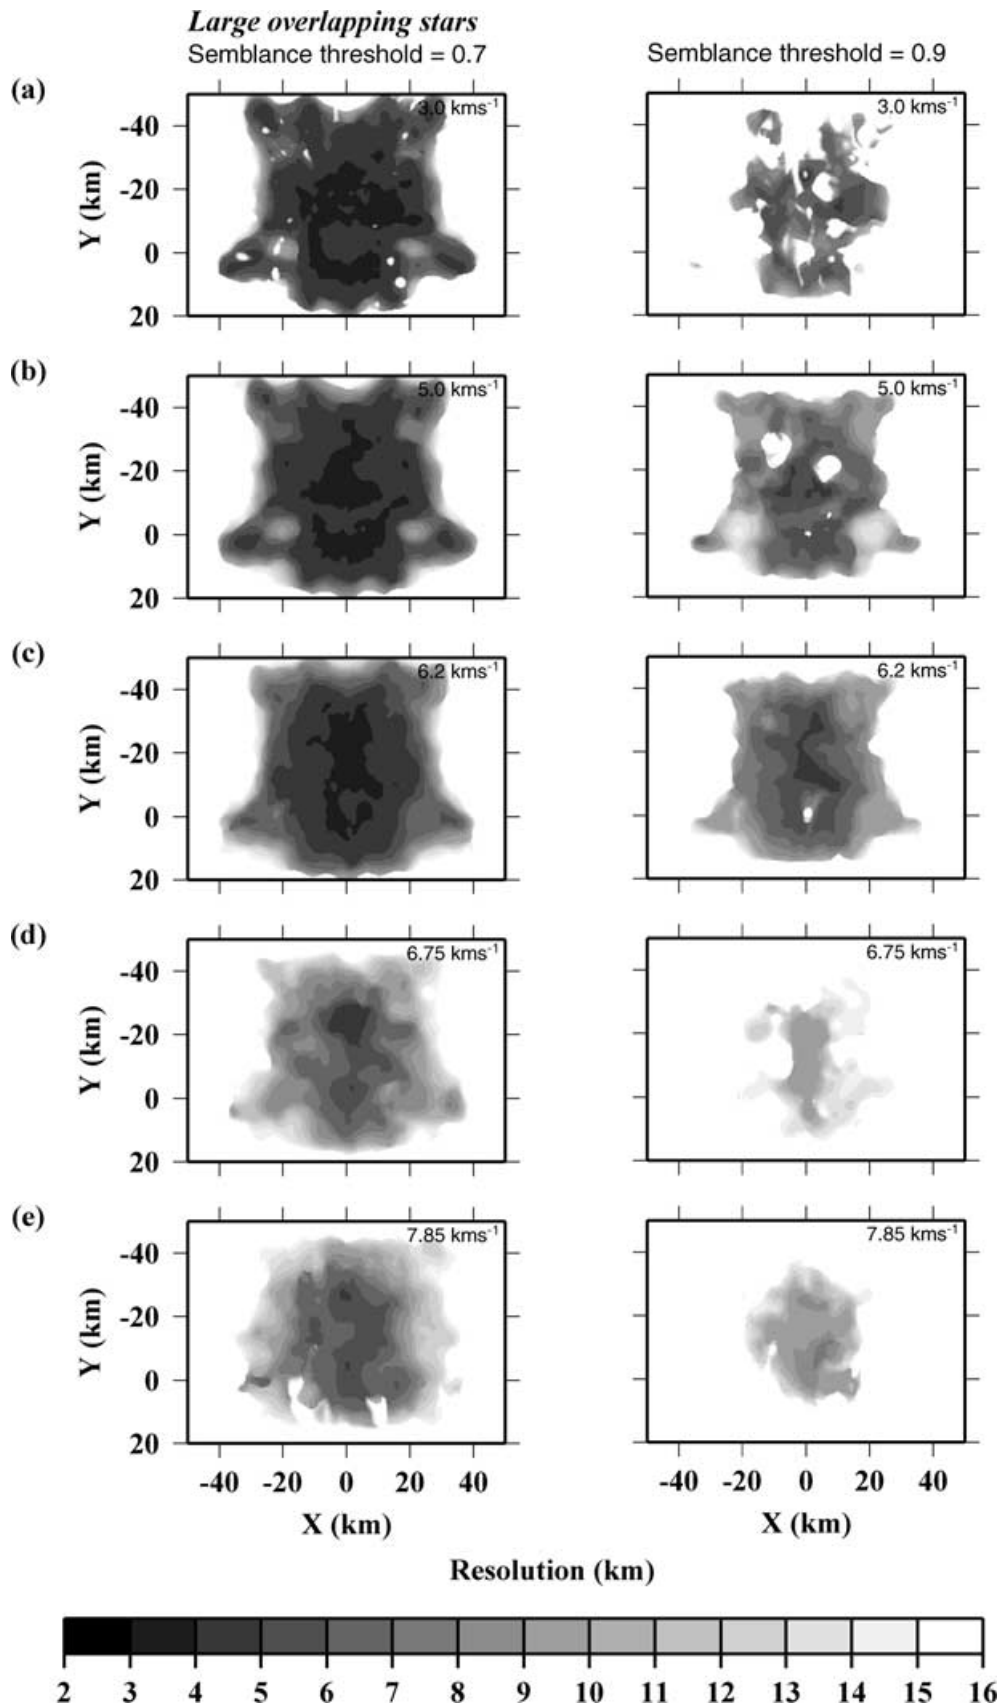 Large overlapping stars
Semblance threshold = 0.7
Semblance threshold = 0.9
(a)
3.0 kms-1
3.0 kms-1
-40
-20
0
20
Y (km)
(b)
5.0 kms-1
5.0 kms-1
-40
-20
0
20
Y (km)
(c)
6.2 kms-1
6.2 kms-1
-40
-20
0
20
Y (km)
(d)
6.75 kms-1
6.75 kms-1
-40
-20
0
20
Y (km)
(e)
7.85 kms-1
7.85 kms-1
-40
-20
0
20
Y (km)
-40 -20 0 20 40
-40 -20 0 20 40
X (km)
X (km)
Resolution (km)
2 3 4 5 6 7 8 9 10 11 12 13 14 15 16